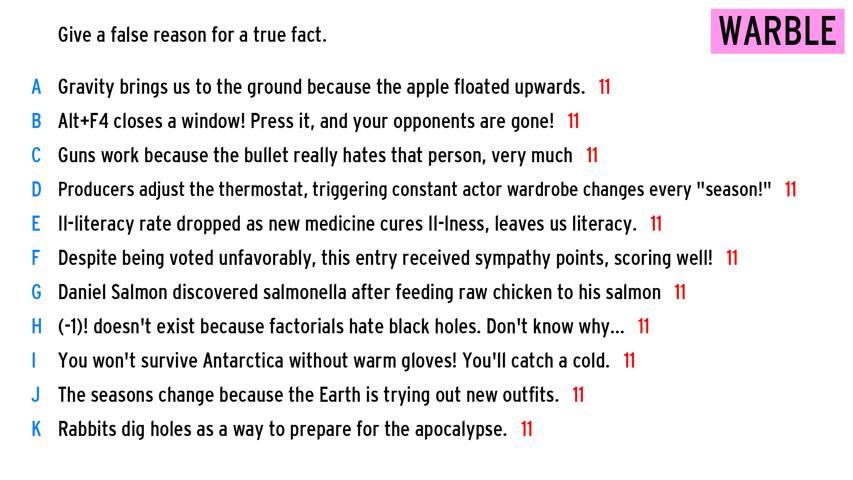 Give a false reason for a true fact.
WARBLE
A Gravity brings us to the ground because the apple floated upwards. 11
B Alt+F4 closes a window! Press it, and your opponents are gone! 11
C Guns work because the bullet really hates that person, very much 11
D Producers adjust the thermostat, triggering constant actor wardrobe changes every "season!" 11
E Il-literacy rate dropped as new medicine cures Il-lness, leaves us literacy. 11
F Despite being voted unfavorably, this entry received sympathy points, scoring well! 11
G Daniel Salmon discovered salmonella after feeding raw chicken to his salmon 11
H (-1)! doesn't exist because factorials hate black holes. Don't know why... 11
I You won't survive Antarctica without warm gloves! You'll catch a cold. 11
J The seasons change because the Earth is trying out new outfits. 11
K Rabbits dig holes as a way to prepare for the apocalypse. 11